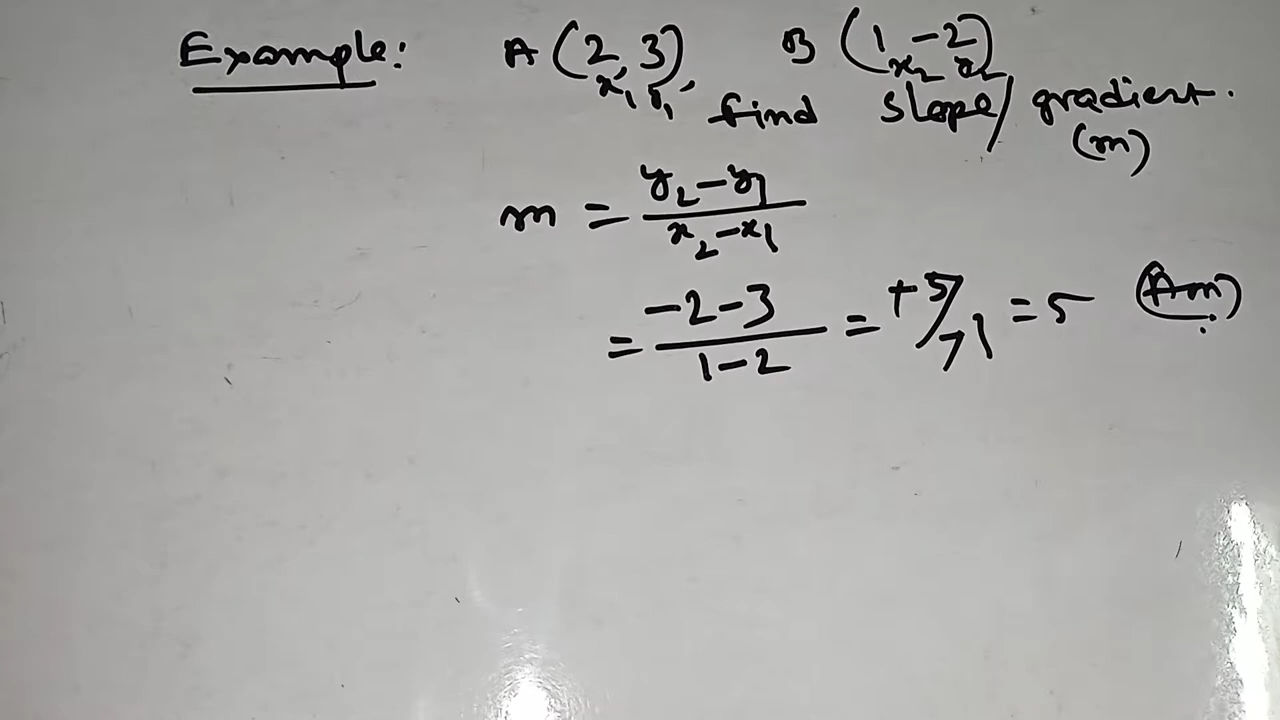 Example: A (2, 3) B (1, -2)
x₁ y₁ x₂ y₂
find slope/gradient.
(m)
m = y₂-y₁/x₂-x₁
= -2-3/1-2 = +5/1 = 5 (Ans)